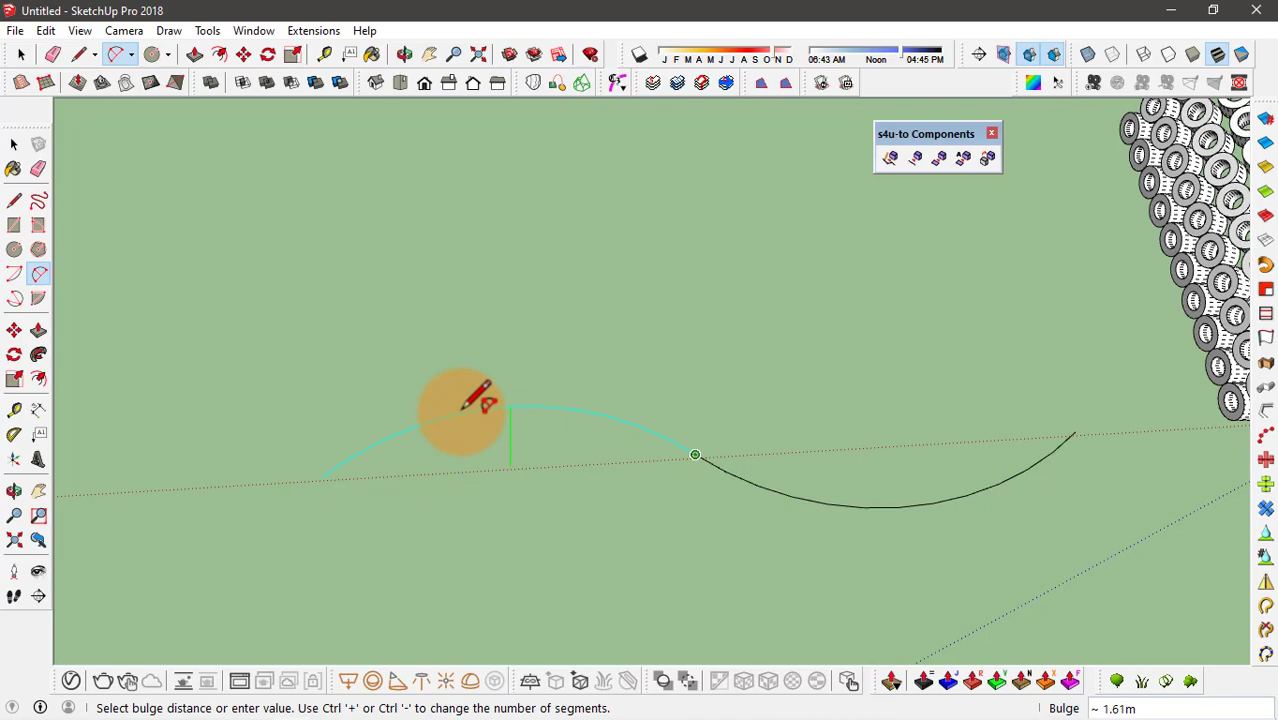 Untitled - SketchUp Pro 2018
File Edit View Camera Draw Tools Window Extensions Help
J F M A M J J A S O N D
06:43 AM Noon 04:45 PM
s4u-to Components
Select bulge distance or enter value. Use Ctrl '+' or Ctrl '-' to change the number of segments.
Bulge ~ 1.61m